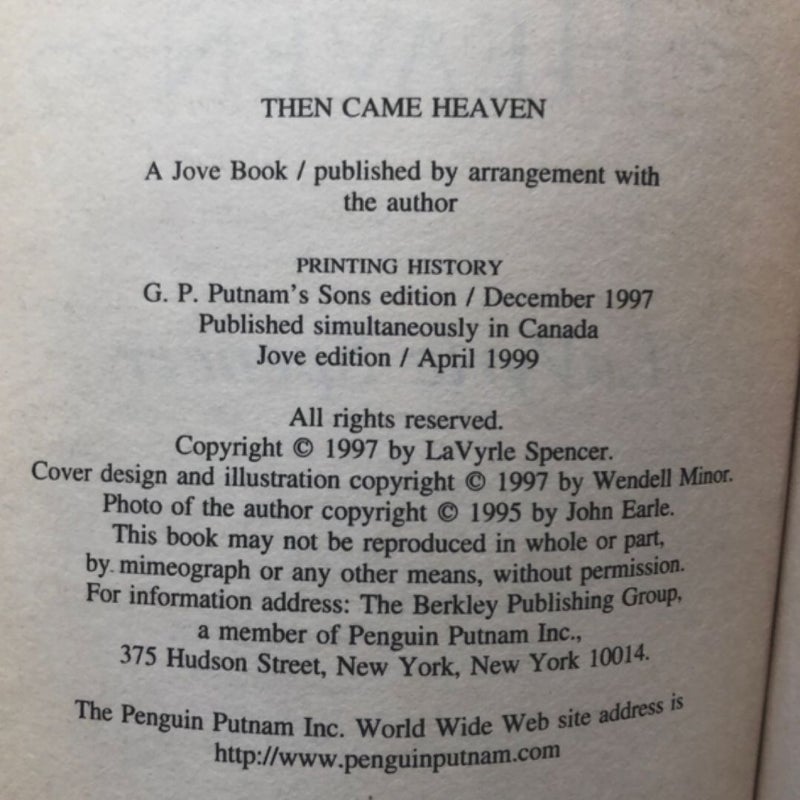 THEN CAME HEAVEN
A Jove Book / published by arrangement with
the author
PRINTING HISTORY
G. P. Putnam's Sons edition / December 1997
Published simultaneously in Canada
Jove edition / April 1999
All rights reserved.
Copyright © 1997 by LaVyrle Spencer.
Cover design and illustration copyright © 1997 by Wendell Minor.
Photo of the author copyright © 1995 by John Earle.
This book may not be reproduced in whole or part,
by mimeograph or any other means, without permission.
For information address: The Berkley Publishing Group,
a member of Penguin Putnam Inc.,
375 Hudson Street, New York, New York 10014.
The Penguin Putnam Inc. World Wide Web site address is
http://www.penguinputnam.com